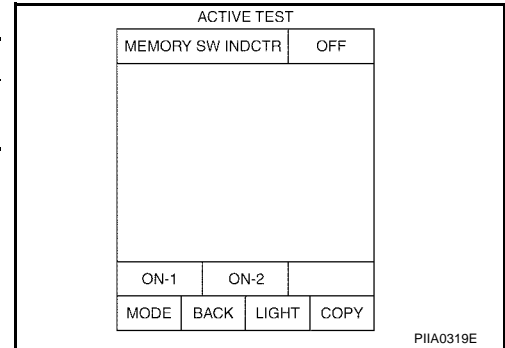 ACTIVE TEST
MEMORY SW INDCTR OFF
ON-1 ON-2
MODE BACK LIGHT COPY
PIIA0319E